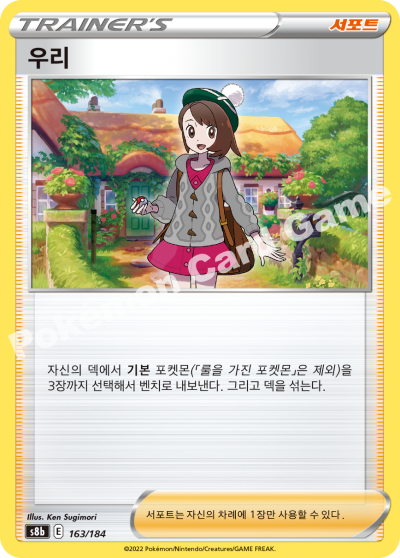 TRAINER'S 서포트
우리
Pokémon Card Game
자신의 덱에서 기본 포켓몬(「룰을 가진 포켓몬」은 제외)을
3장까지 선택해서 벤치로 내보낸다. 그리고 덱을 섞는다.
Illus. Ken Sugimori
s8b E 163/184
서포트는 자신의 차례에 1장만 사용할 수 있다.
©2022 Pokémon/Nintendo/Creatures/GAME FREAK.